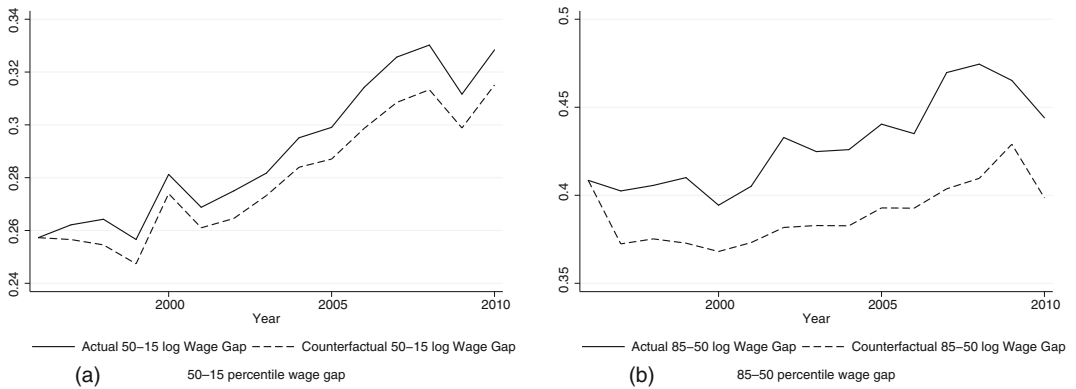 0.34
0.32
0.3
0.28
0.26
0.24
2000
2005
2010
Year
Actual 50–15 log Wage Gap
Counterfactual 50–15 log Wage Gap
(a)
50–15 percentile wage gap
0.5
0.45
0.4
0.35
2000
2005
2010
Year
Actual 85–50 log Wage Gap
Counterfactual 85–50 log Wage Gap
(b)
85–50 percentile wage gap